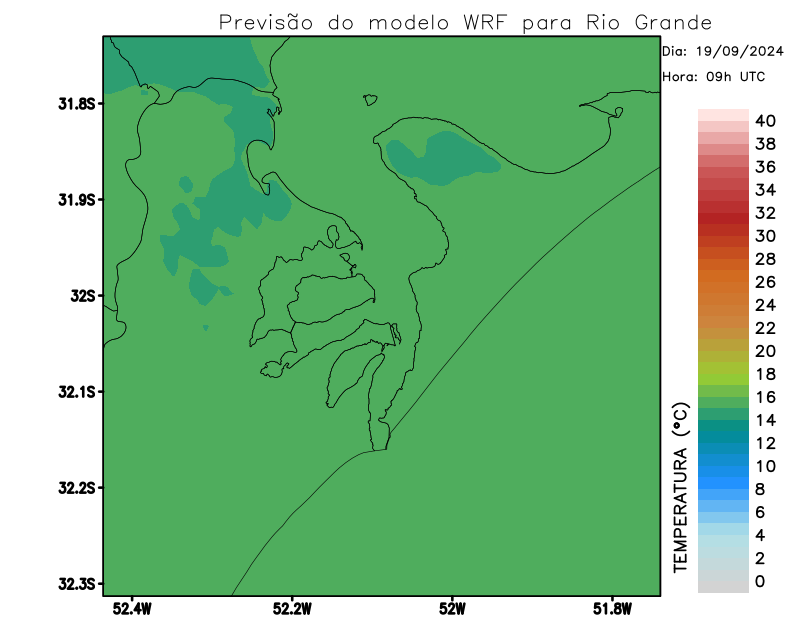 Previsão do modelo WRF para Rio Grande
Dia: 19/09/2024
Hora: 09h UTC
31.8S
31.9S
32S
32.1S
32.2S
32.3S
52.4W
52.2W
52W
51.8W
TEMPERATURA (°C)
40
38
36
34
32
30
28
26
24
22
20
18
16
14
12
10
8
6
4
2
0